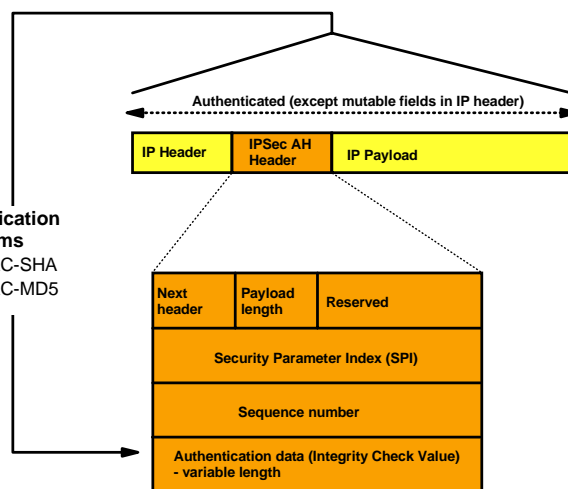 Authenticated (except mutable fields in IP header)
IP Header
IPSec AH
Header
IP Payload
ication
ms
C-SHA
C-MD5
Next
header
Payload
length
Reserved
Security Parameter Index (SPI)
Sequence number
Authentication data (Integrity Check Value)
- variable length